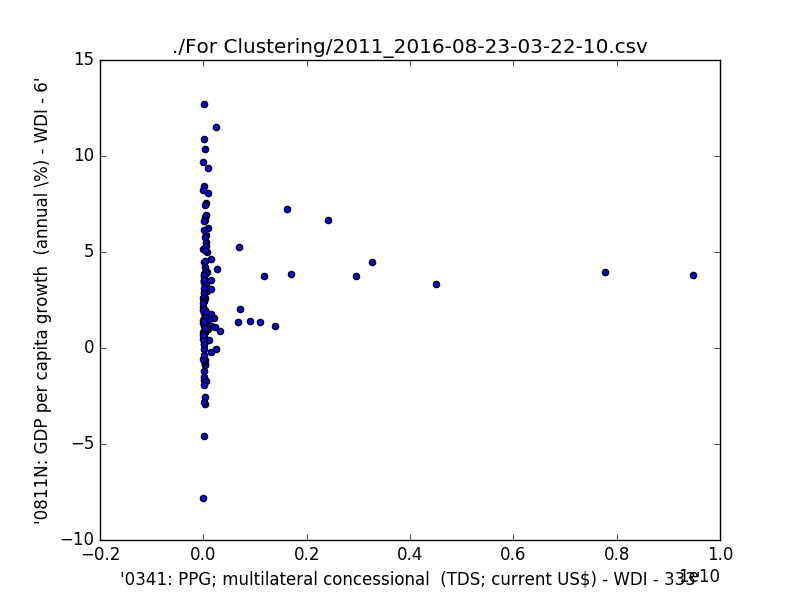 ./For Clustering/2011_2016-08-23-03-22-10.csv
'0811N: GDP per capita growth  (annual \%) - WDI - 6'
15
10
5
0
−5
−10
−0.2 0.0 0.2 0.4 0.6 0.8 1.0
1e10
'0341: PPG; multilateral concessional  (TDS; current US$) - WDI - 333'